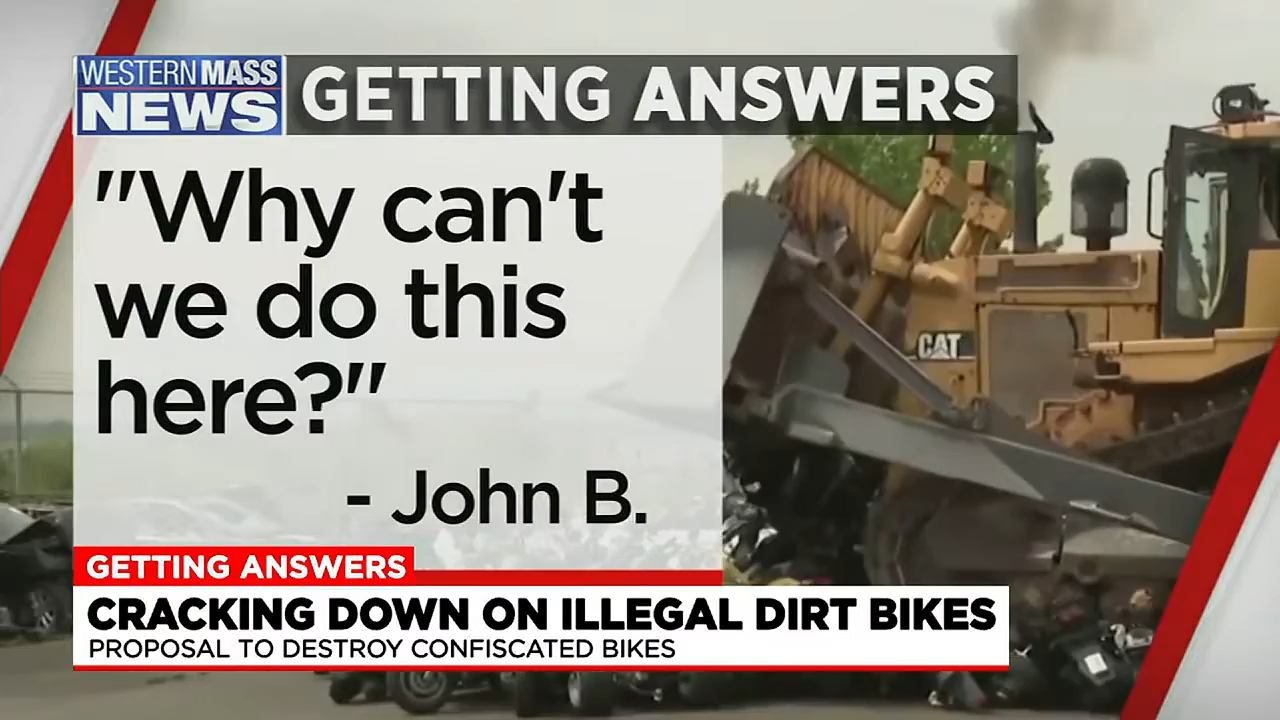 WESTERN MASS
NEWS
GETTING ANSWERS
"Why can't
we do this
here?"
- John B.
CAT
GETTING ANSWERS
CRACKING DOWN ON ILLEGAL DIRT BIKES
PROPOSAL TO DESTROY CONFISCATED BIKES